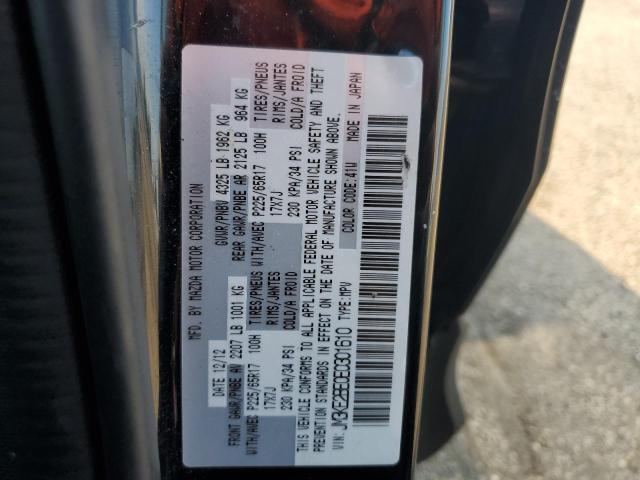 MFD. BY MAZDA MOTOR CORPORATION
DATE 12/12 GVWR/PNBV 4325 LB 1962 KG
FRONT GAWR/PNBE AV 2207 LB 1001 KG REAR GAWR/PNBE AR 2125 LB 964 KG
TIRES/PNEUS TIRES/PNEUS
WITH/AVEC P225/65R17 100H RIMS/JANTES WITH/AVEC P225/65R17 100H RIMS/JANTES
17X7J COLD/A FROID 17X7J COLD/A FROID
230 KPA/34 PSI 230 KPA/34 PSI
THIS VEHICLE CONFORMS TO ALL APPLICABLE FEDERAL MOTOR VEHICLE SAFETY AND THEFT
PREVENTION STANDARDS IN EFFECT ON THE DATE OF MANUFACTURE SHOWN ABOVE.
VIN: TYPE:MPV COLOR CODE:41W MADE IN JAPAN